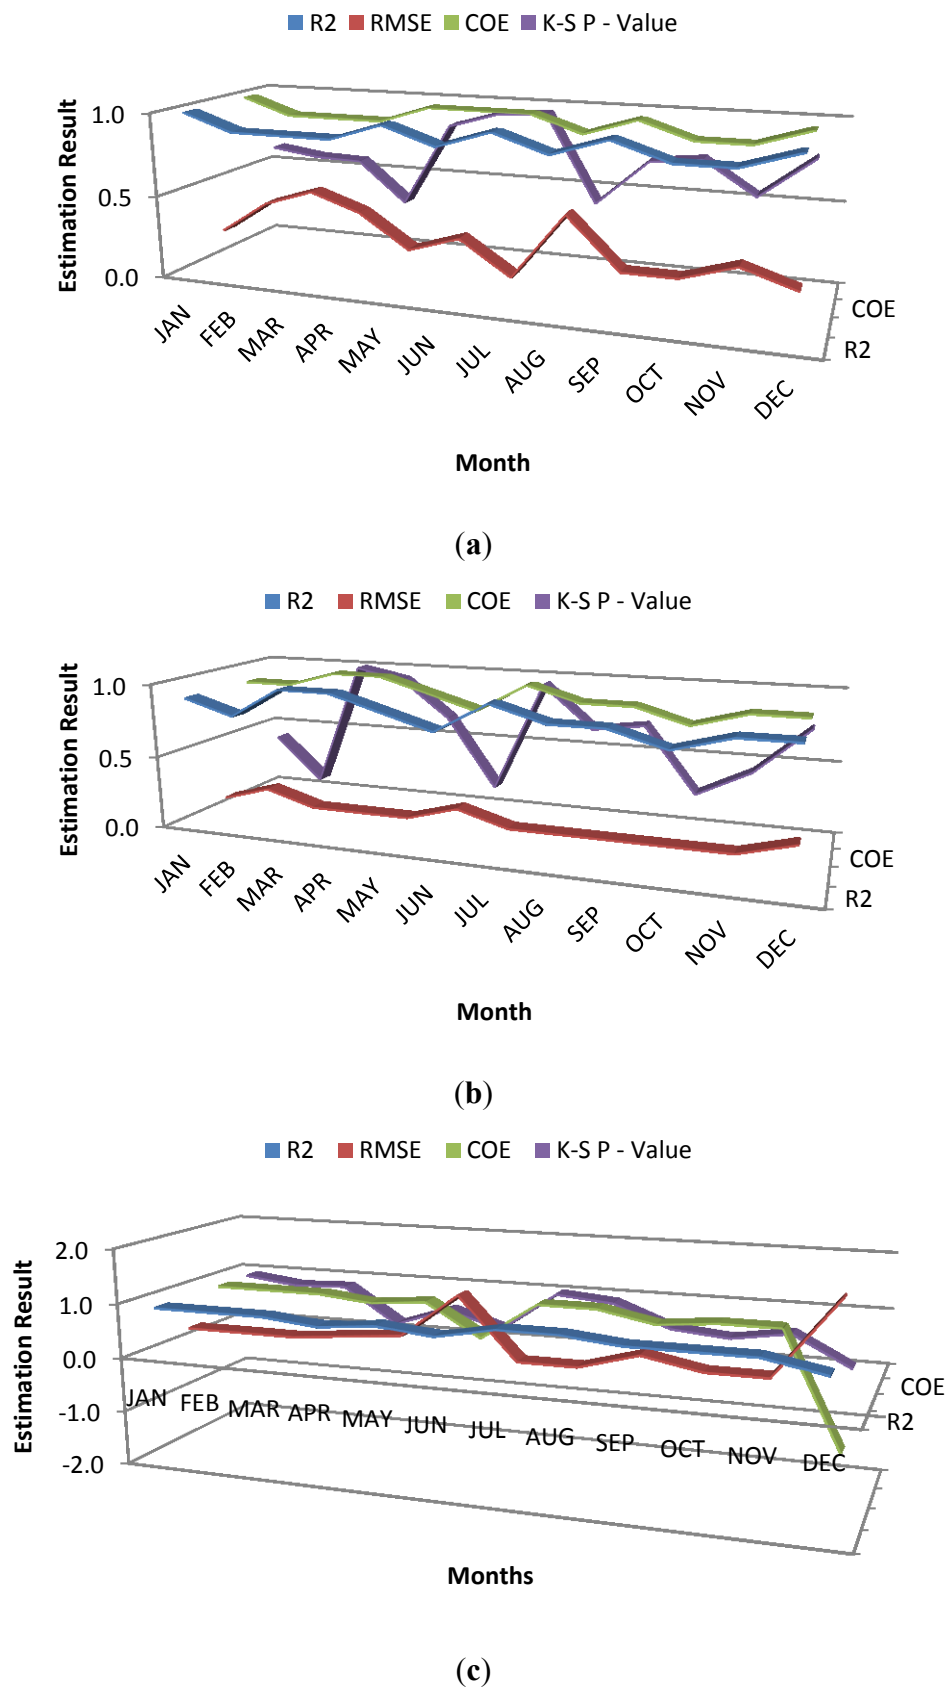 R2 RMSE COE K-S P - Value
Estimation Result
1.0
0.5
0.0
JAN FEB MAR APR MAY JUN JUL AUG SEP OCT NOV DEC
COE
R2
Month
(a)
R2 RMSE COE K-S P - Value
Estimation Result
1.0
0.5
0.0
JAN FEB MAR APR MAY JUN JUL AUG SEP OCT NOV DEC
COE
R2
Month
(b)
R2 RMSE COE K-S P - Value
Estimation Result
2.0
1.0
0.0
-1.0
-2.0
JAN FEB MAR APR MAY JUN JUL AUG SEP OCT NOV DEC
COE
R2
Months
(c)